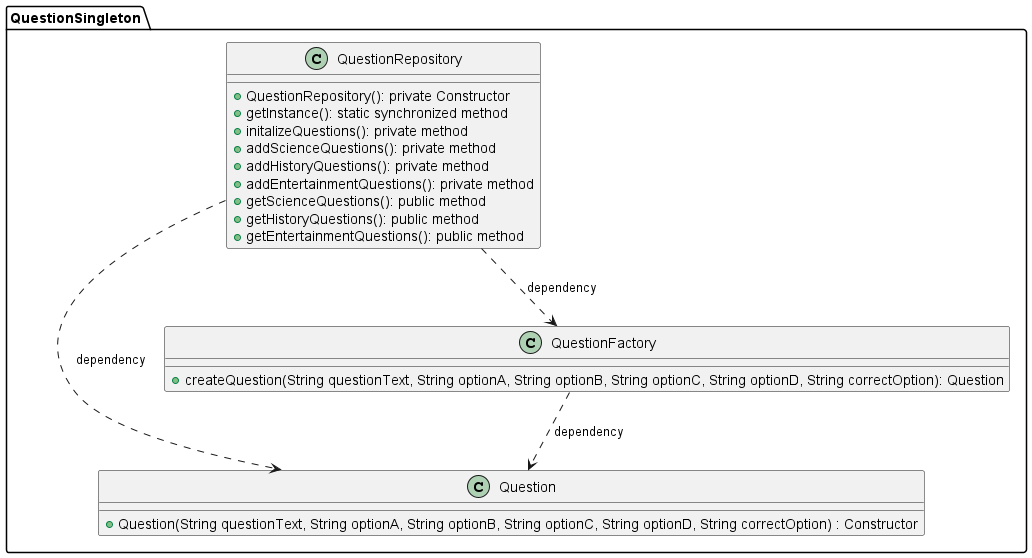 QuestionSingleton
C QuestionRepository
QuestionRepository(): private Constructor
getInstance(): static synchronized method
initalizeQuestions(): private method
addScienceQuestions(): private method
addHistoryQuestions(): private method
addEntertainmentQuestions(): private method
getScienceQuestions(): public method
getHistoryQuestions(): public method
getEntertainmentQuestions(): public method
dependency
C QuestionFactory
createQuestion(String questionText, String optionA, String optionB, String optionC, String optionD, String correctOption): Question
dependency
dependency
C Question
Question(String questionText, String optionA, String optionB, String optionC, String optionD, String correctOption) : Constructor